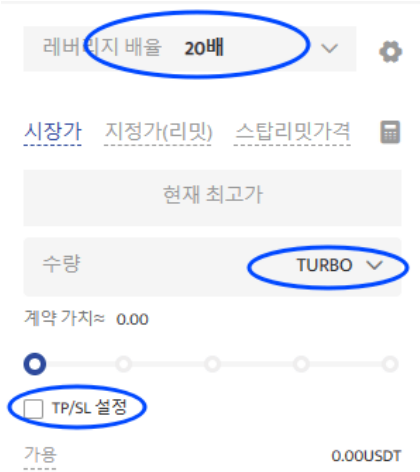 레버리지 배율 20배
시장가 지정가(리밋) 스탑리밋가격
현재 최고가
수량 TURBO
계약 가치≈ 0.00
TP/SL 설정
가용 0.00USDT